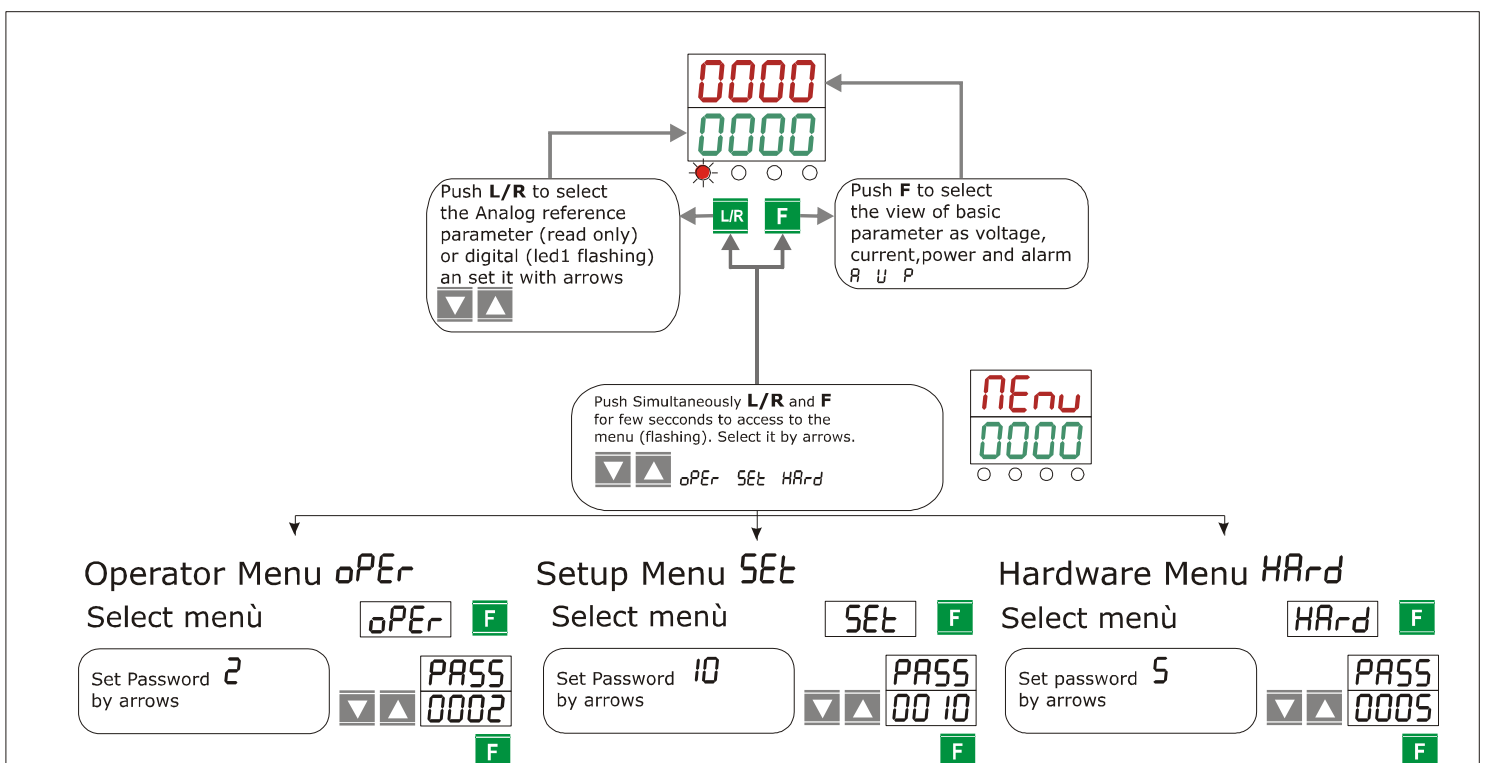 0000
0000
Push L/R to select
the Analog reference
parameter (read only)
or digital (led1 flashing)
an set it with arrows
L/R
F
Push F to select
the view of basic
parameter as voltage,
current,power and alarm
A U P
Push Simultaneously L/R and F
for few secconds to access to the
menu (flashing). Select it by arrows.
oPEr SEt HArd
MEnu
0000
Operator Menu oPEr
Select menù oPEr F
Set Password 2
by arrows
PASS
0002
F
Setup Menu SEt
Select menù SEt F
Set Password 10
by arrows
PASS
0010
F
Hardware Menu HArd
Select menù HArd F
Set password 5
by arrows
PASS
0005
F